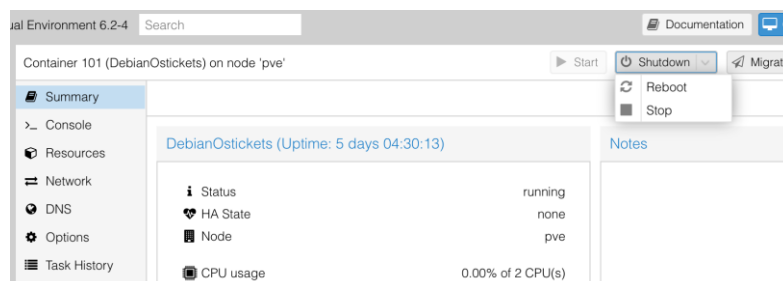 ual Environment 6.2-4 Search Documentation
Container 101 (DebianOstickets) on node 'pve' Start Shutdown Migrat
Reboot
Stop
Summary
>_ Console
Resources
Network
DNS
Options
Task History
DebianOstickets (Uptime: 5 days 04:30:13)
Status running
HA State none
Node pve
CPU usage 0.00% of 2 CPU(s)
Notes